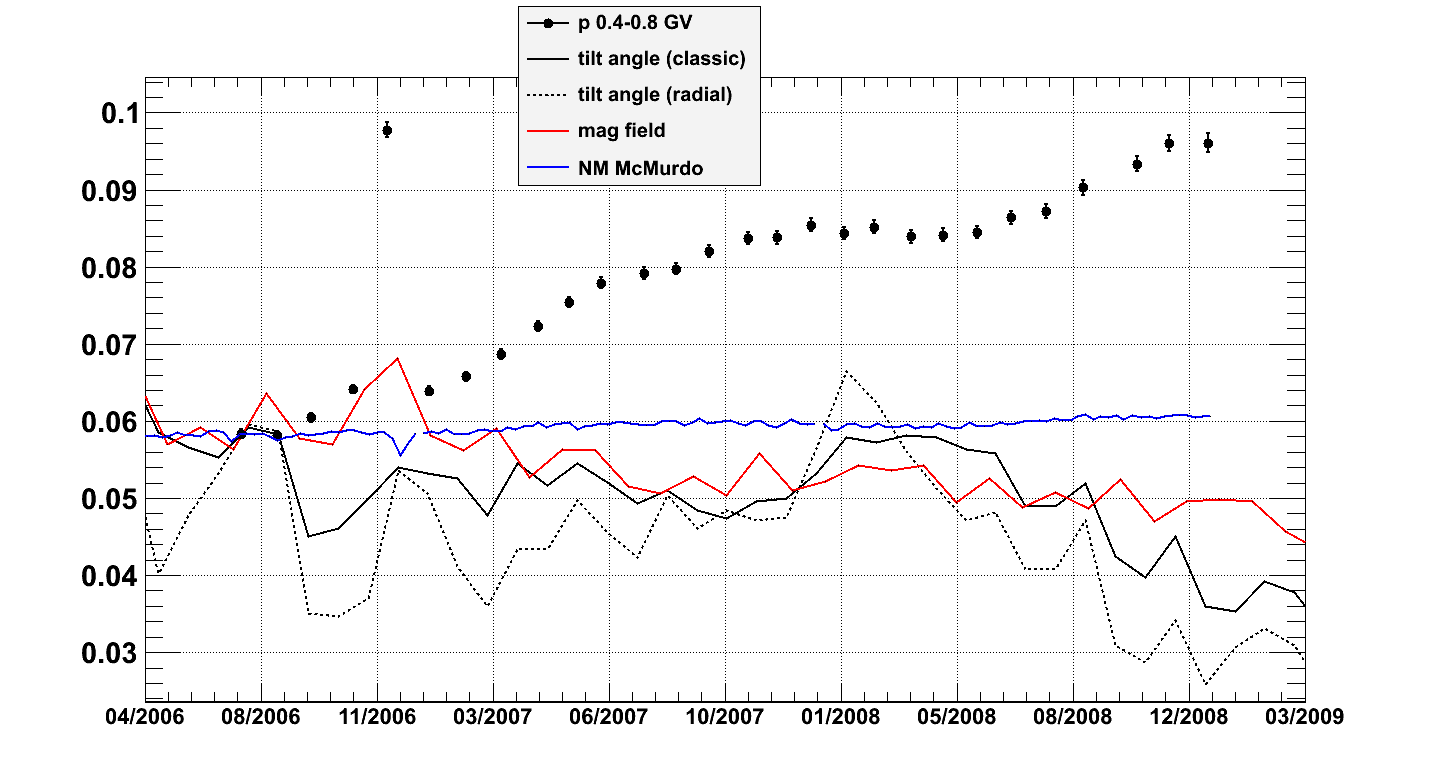 p 0.4-0.8 GV
tilt angle (classic)
tilt angle (radial)
mag field
NM McMurdo
0.1
0.09
0.08
0.07
0.06
0.05
0.04
0.03
04/2006 08/2006 11/2006 03/2007 06/2007 10/2007 01/2008 05/2008 08/2008 12/2008 03/2009